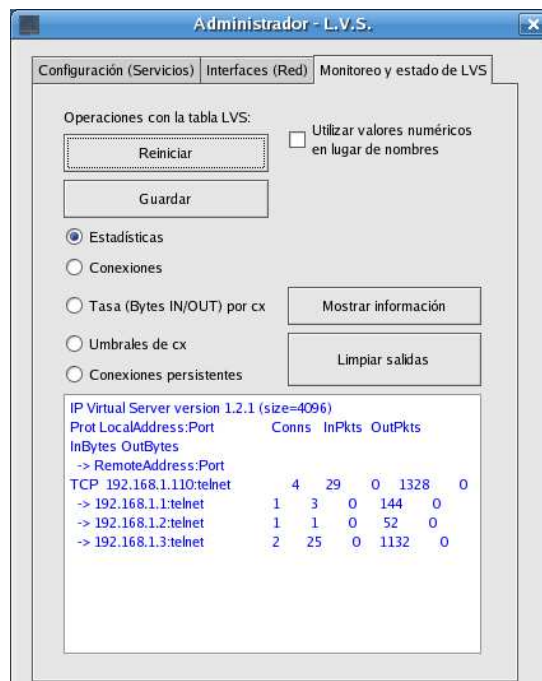 Administrador - L.V.S.
Configuración (Servicios) Interfaces (Red) Monitoreo y estado de LVS
Operaciones con la tabla LVS:
Reiniciar
Utilizar valores numéricos
en lugar de nombres
Guardar
Estadísticas
Conexiones
Tasa (Bytes IN/OUT) por cx
Mostrar información
Umbrales de cx
Limpiar salidas
Conexiones persistentes
IP Virtual Server version 1.2.1 (size=4096)
Prot LocalAddress:Port Conns InPkts OutPkts
InBytes OutBytes
-> RemoteAddress:Port
TCP 192.168.1.110:telnet 4 29 0 1328 0
-> 192.168.1.1:telnet 1 3 0 144 0
-> 192.168.1.2:telnet 1 1 0 52 0
-> 192.168.1.3:telnet 2 25 0 1132 0